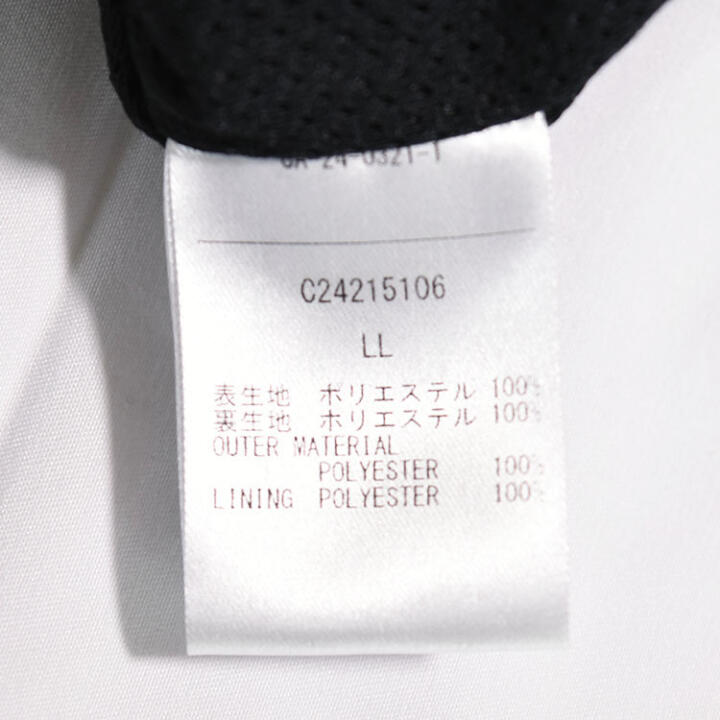 C24215106
LL
表生地 ポリエステル 100%
裏生地 ポリエステル 100%
OUTER MATERIAL
POLYESTER 100%
LINING POLYESTER 100%